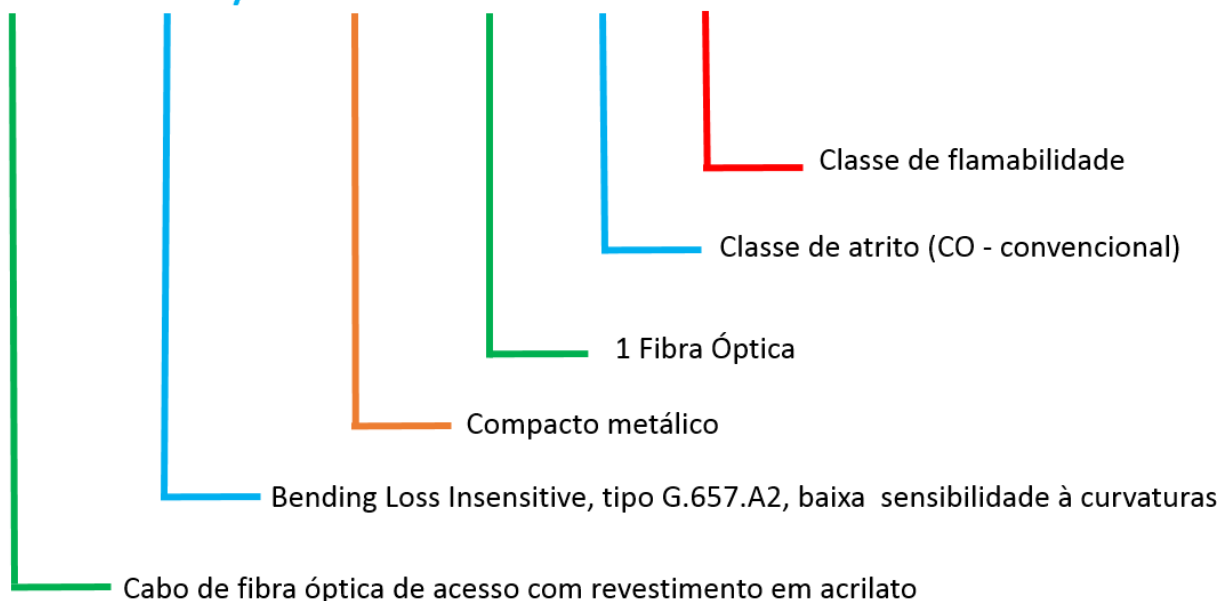 Classe de flamabilidade
Classe de atrito (CO - convencional)
1 Fibra Óptica
Compacto metálico
Bending Loss Insensitive, tipo G.657.A2, baixa  sensibilidade à curvaturas
Cabo de fibra óptica de acesso com revestimento em acrilato